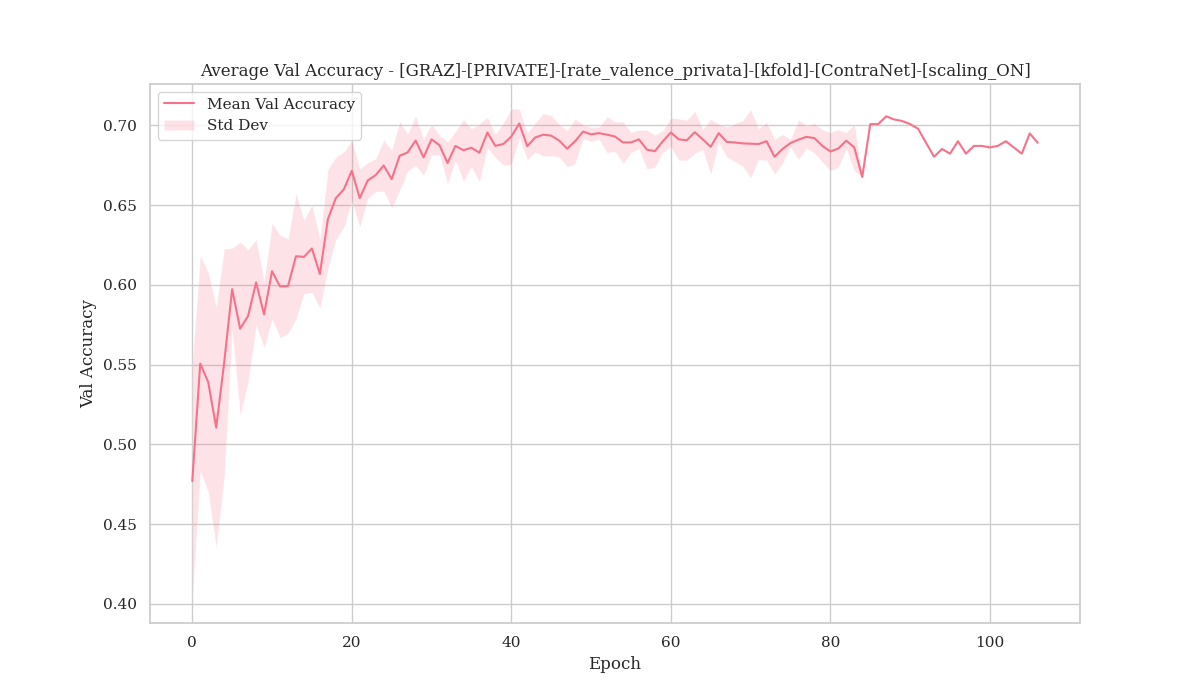 Average Val Accuracy - [GRAZ]-[PRIVATE]-[rate_valence_privata]-[kfold]-[ContraNet]-[scaling_ON]
Mean Val Accuracy
Std Dev
Val Accuracy
0.70
0.65
0.60
0.55
0.50
0.45
0.40
0
20
40
60
80
100
Epoch